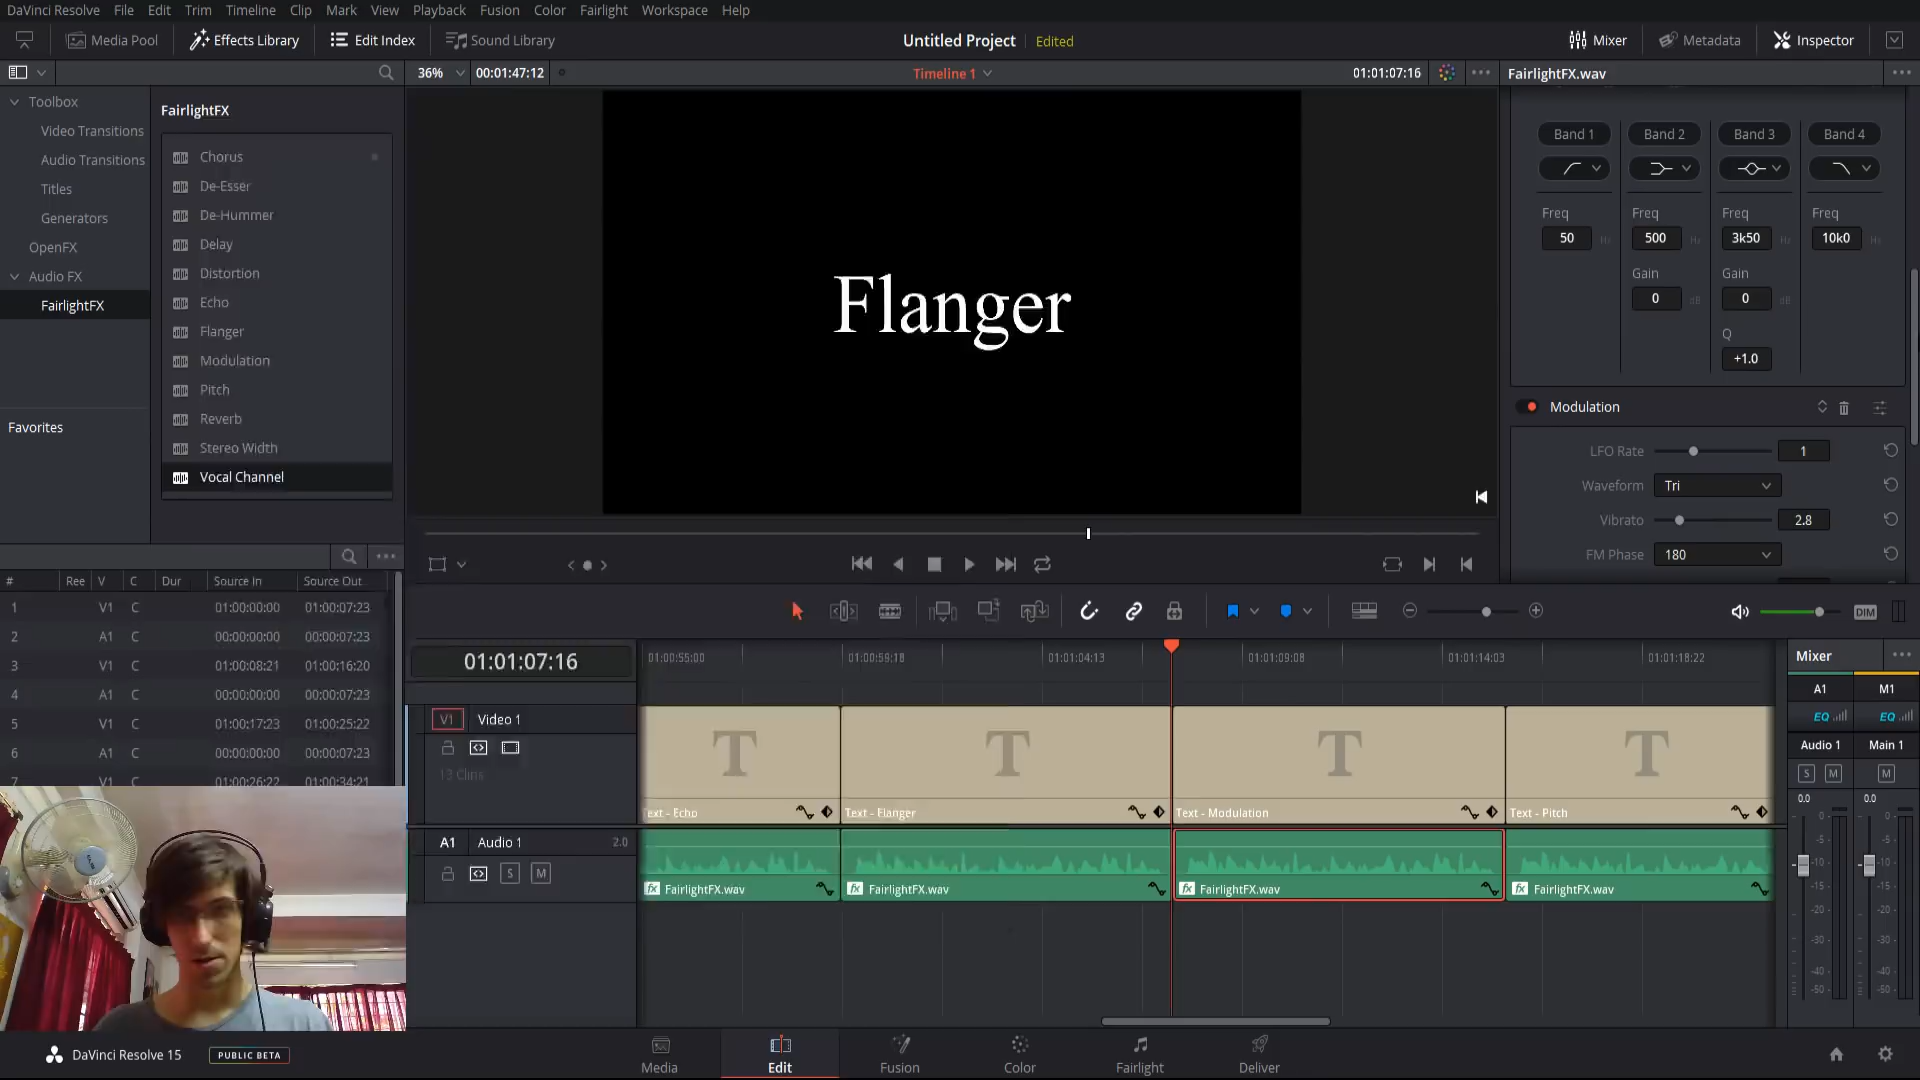 DaVinci Resolve File Edit Trim Timeline Clip Mark View Playback Fusion Color Fairlight Workspace Help
Media Pool Effects Library Edit Index Sound Library Untitled Project Edited Mixer Metadata Inspector
36% 00:01:47:12 Timeline 1 01:01:07:16 FairlightFX.wav
Toolbox
Video Transitions
Audio Transitions
Titles
Generators
OpenFX
Audio FX
FairlightFX
Favorites
FairlightFX
Chorus
De-Esser
De-Hummer
Delay
Distortion
Echo
Flanger
Modulation
Pitch
Reverb
Stereo Width
Vocal Channel
Flanger
Band 1 Band 2 Band 3 Band 4
Freq Freq Freq Freq
50 Hz 500 Hz 3k50 Hz 10k0 Hz
Gain Gain
0 dB 0 dB
Q
+1.0
Modulation
LFO Rate 1
Waveform Tri
Vibrato 2.8
FM Phase 180
# Ree V C Dur Source In Source Out
1 V1 C 01:00:00:00 01:00:07:23
2 A1 C 00:00:00:00 00:00:07:23
3 V1 C 01:00:08:21 01:00:16:20
4 A1 C 00:00:00:00 00:00:07:23
5 V1 C 01:00:17:23 01:00:25:22
6 A1 C 00:00:00:00 00:00:07:23
7 V1 C 01:00:26:22 01:00:34:21
DIM
01:01:07:16
01:00:55:00 01:00:59:18 01:01:04:13 01:01:09:08 01:01:14:03 01:01:18:22
V1 Video 1
13 Clips
T T T T
Text - Echo Text - Flanger Text - Modulation Text - Pitch
A1 Audio 1 2.0
S M
fx FairlightFX.wav fx FairlightFX.wav fx FairlightFX.wav fx FairlightFX.wav
Mixer
A1 M1
EQ EQ
Audio 1 Main 1
S M M
0.0 0.0
0 0
-5 -5
-10 -10
-15 -15
-20 -20
-30 -30
-40 -40
-50 -50
DaVinci Resolve 15 PUBLIC BETA
Media Edit Fusion Color Fairlight Deliver